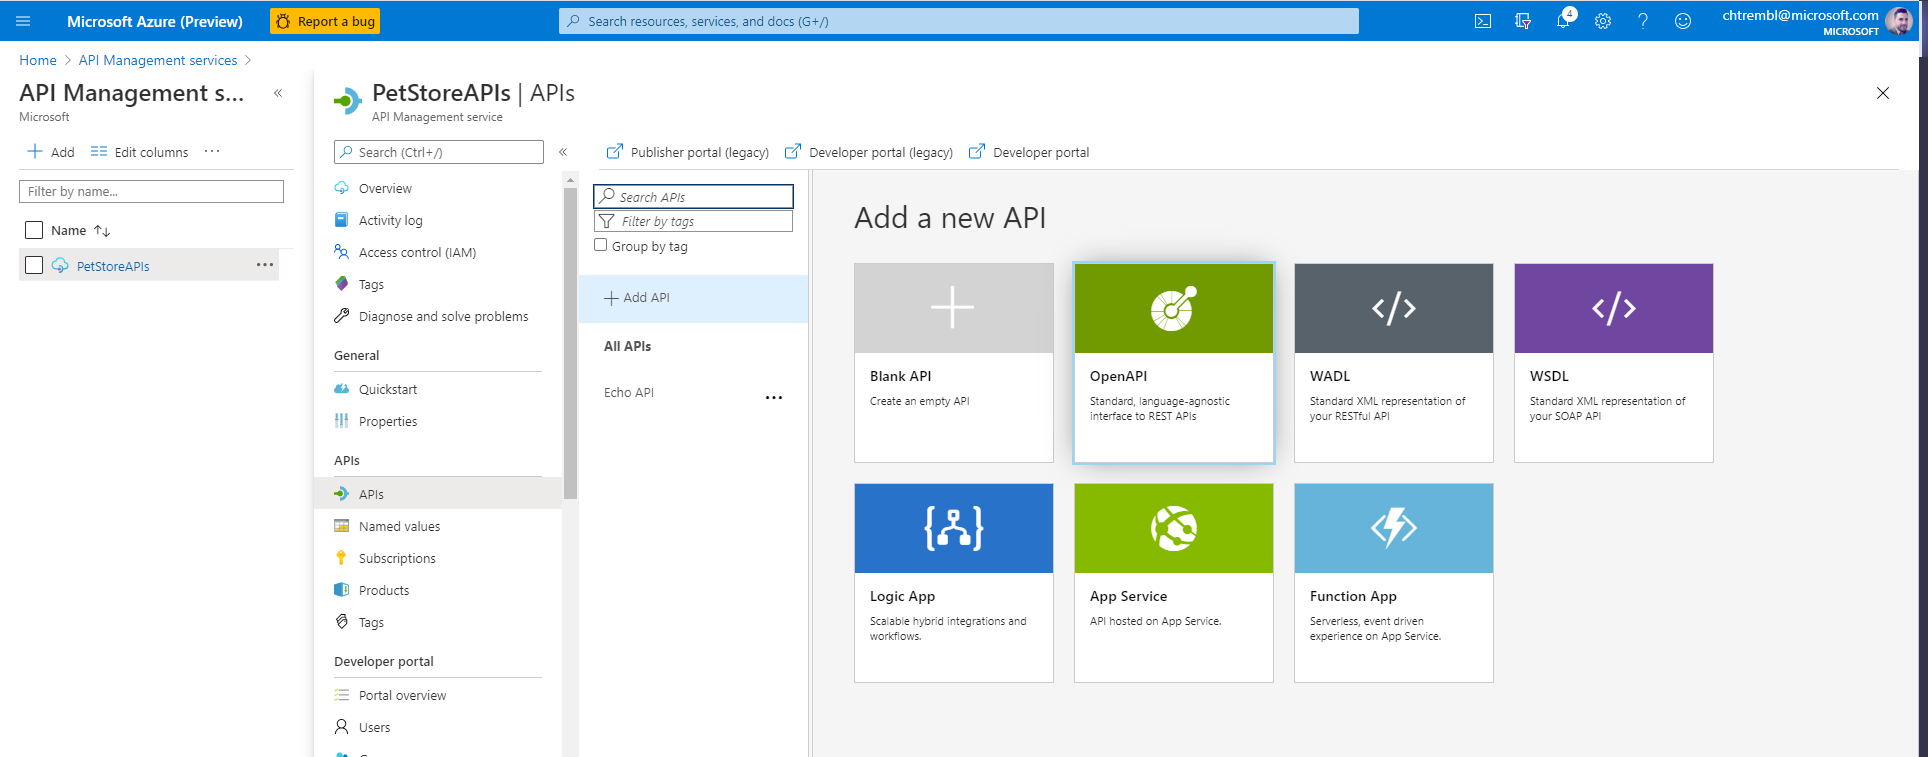 Microsoft Azure (Preview)
Report a bug
Search resources, services, and docs (G+/)
4
chtrembl@microsoft.com
MICROSOFT
Home > API Management services >
API Management s...
«
Microsoft
Add
Edit columns
...
Filter by name...
Name
PetStoreAPIs
...
PetStoreAPIs | APIs
API Management service
Search (Ctrl+/)
«
Overview
Activity log
Access control (IAM)
Tags
Diagnose and solve problems
General
Quickstart
Properties
APIs
APIs
Named values
Subscriptions
Products
Tags
Developer portal
Portal overview
Users
Publisher portal (legacy)
Developer portal (legacy)
Developer portal
Search APIs
Filter by tags
Group by tag
Add API
All APIs
Echo API
...
Add a new API
Blank API
Create an empty API
OpenAPI
Standard, language-agnostic
interface to REST APIs
WADL
Standard XML representation of
your RESTful API
WSDL
Standard XML representation of
your SOAP API
Logic App
Scalable hybrid integrations and
workflows.
App Service
API hosted on App Service.
Function App
Serverless, event driven
experience on App Service.